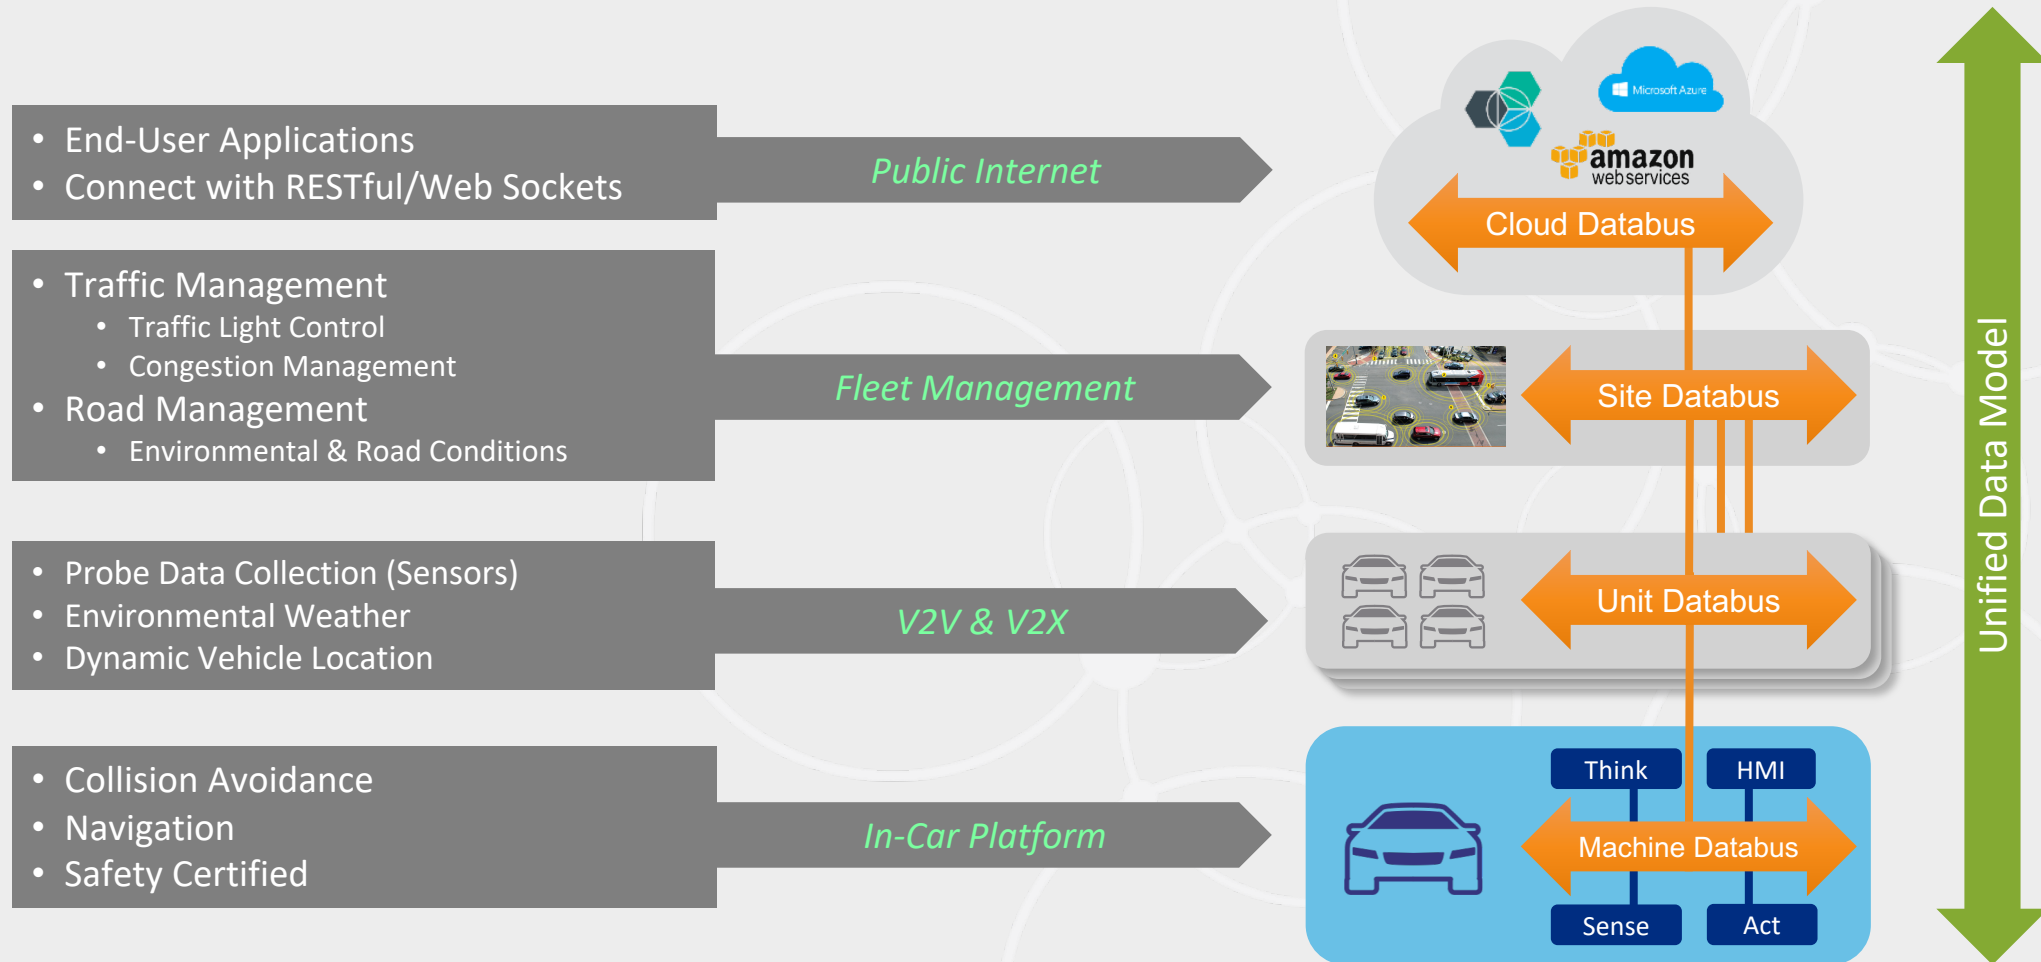 • End-User Applications
• Connect with RESTful/Web Sockets
Public Internet
Microsoft Azure
amazon
webservices
Cloud Databus
• Traffic Management
• Traffic Light Control
• Congestion Management
• Road Management
• Environmental & Road Conditions
Fleet Management
Site Databus
• Probe Data Collection (Sensors)
• Environmental Weather
• Dynamic Vehicle Location
V2V & V2X
Unit Databus
• Collision Avoidance
• Navigation
• Safety Certified
In-Car Platform
Think
HMI
Machine Databus
Sense
Act
Unified Data Model